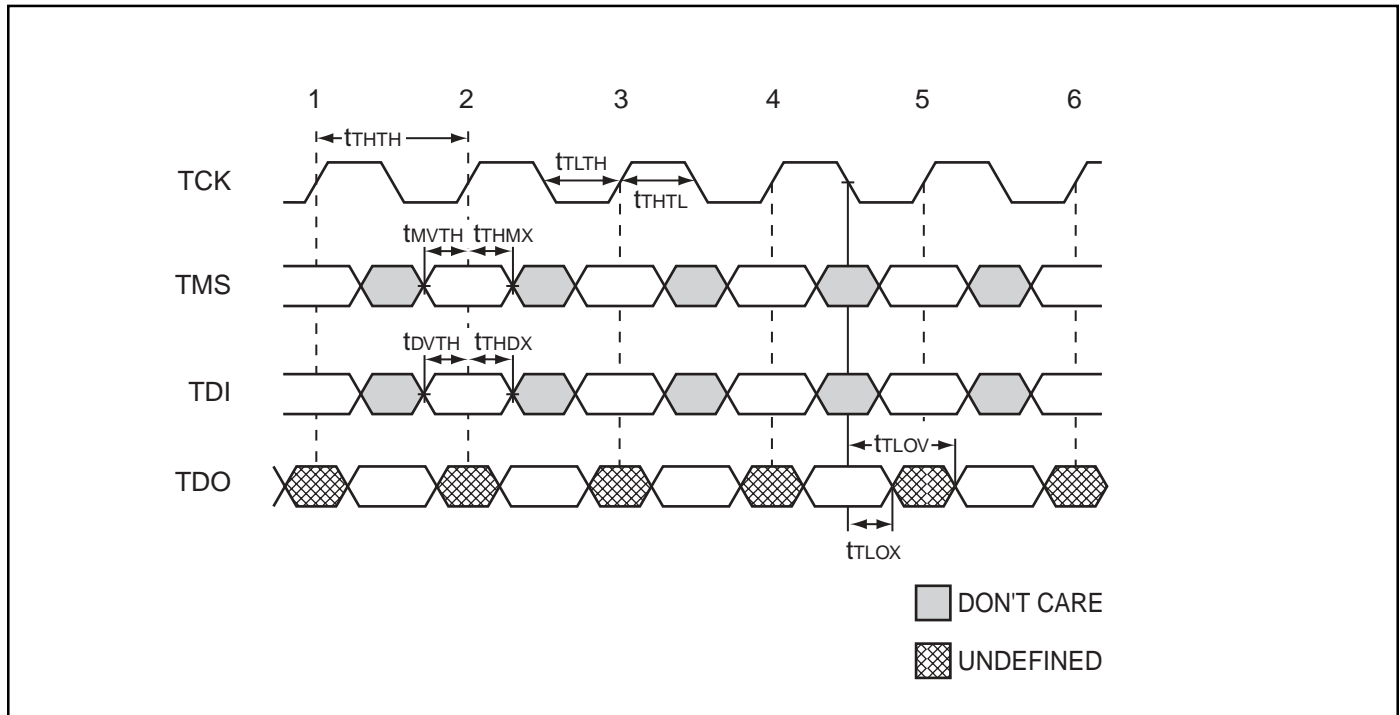 1 2 3 4 5 6
tTHTH
tTLTH
TCK
tTHTL
tMVTH tTHMX
TMS
tDVTH tTHDX
TDI
tTLOV
TDO
tTLOX
DON'T CARE
UNDEFINED